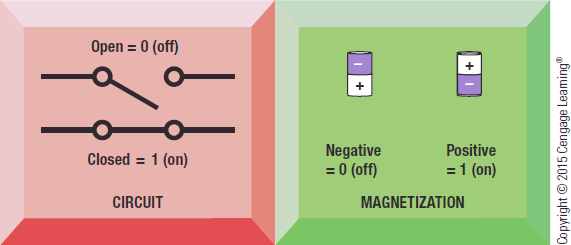 Open = 0 (off)
Closed = 1 (on)
CIRCUIT
−
+
+
−
Negative
= 0 (off)
Positive
= 1 (on)
MAGNETIZATION
Copyright © 2015 Cengage Learning®